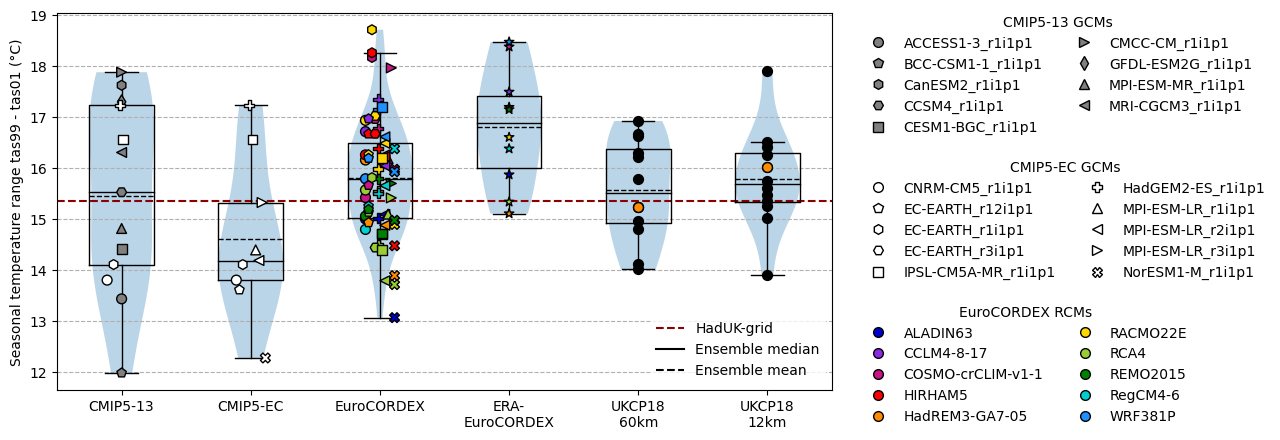 Seasonal temperature range tas99 - tas01 (°C)
19
18
17
16
15
14
13
12
CMIP5-13
CMIP5-EC
EuroCORDEX
ERA-
EuroCORDEX
UKCP18
60km
UKCP18
12km
HadUK-grid
Ensemble median
Ensemble mean
CMIP5-13 GCMs
ACCESS1-3_r1i1p1
BCC-CSM1-1_r1i1p1
CanESM2_r1i1p1
CCSM4_r1i1p1
CESM1-BGC_r1i1p1
CMCC-CM_r1i1p1
GFDL-ESM2G_r1i1p1
MPI-ESM-MR_r1i1p1
MRI-CGCM3_r1i1p1
CMIP5-EC GCMs
CNRM-CM5_r1i1p1
EC-EARTH_r12i1p1
EC-EARTH_r1i1p1
EC-EARTH_r3i1p1
IPSL-CM5A-MR_r1i1p1
HadGEM2-ES_r1i1p1
MPI-ESM-LR_r1i1p1
MPI-ESM-LR_r2i1p1
MPI-ESM-LR_r3i1p1
NorESM1-M_r1i1p1
EuroCORDEX RCMs
ALADIN63
CCLM4-8-17
COSMO-crCLIM-v1-1
HIRHAM5
HadREM3-GA7-05
RACMO22E
RCA4
REMO2015
RegCM4-6
WRF381P